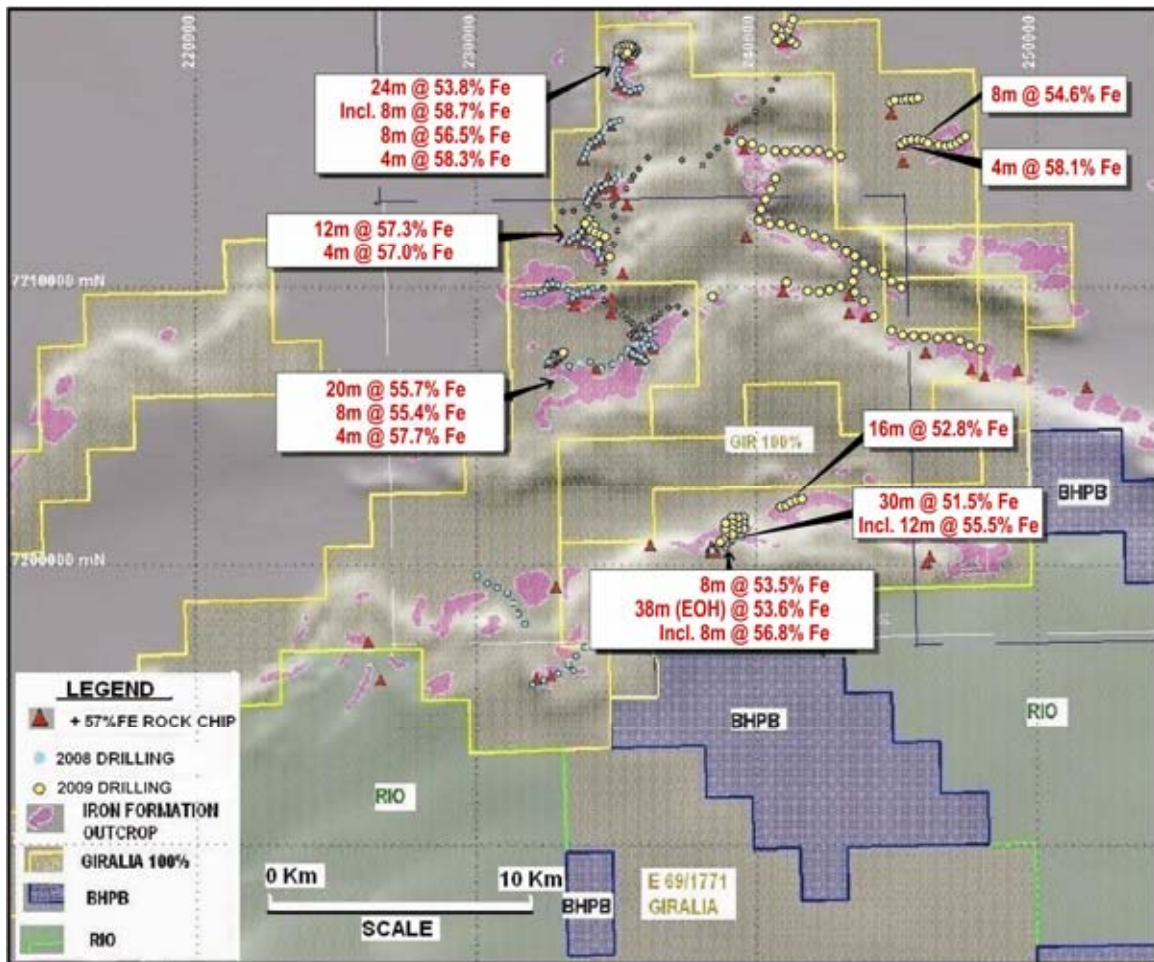 220000
230000
240000
250000
24m @ 53.8% Fe
Incl. 8m @ 58.7% Fe
8m @ 56.5% Fe
4m @ 58.3% Fe
8m @ 54.6% Fe
4m @ 58.1% Fe
12m @ 57.3% Fe
4m @ 57.0% Fe
7210000 mN
20m @ 55.7% Fe
8m @ 55.4% Fe
4m @ 57.7% Fe
GIR 100%
16m @ 52.8% Fe
BHPB
30m @ 51.5% Fe
Incl. 12m @ 55.5% Fe
7200000 mN
8m @ 53.5% Fe
38m (EOH) @ 53.6% Fe
Incl. 8m @ 56.8% Fe
LEGEND
+ 57%FE ROCK CHIP
2008 DRILLING
2009 DRILLING
IRON FORMATION
OUTCROP
GIRALIA 100%
BHPB
RIO
RIO
BHPB
RIO
0 Km
10 Km
SCALE
BHPB
E 69/1771
GIRALIA